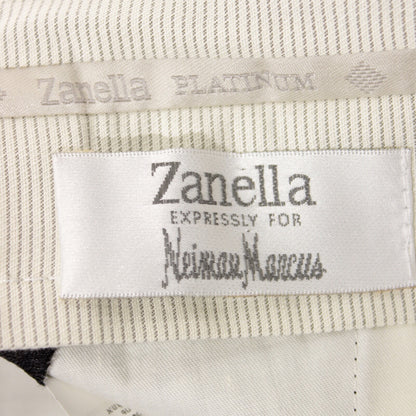 Zanella PLATINUM
Zanella
EXPRESSLY FOR
Neiman Marcus